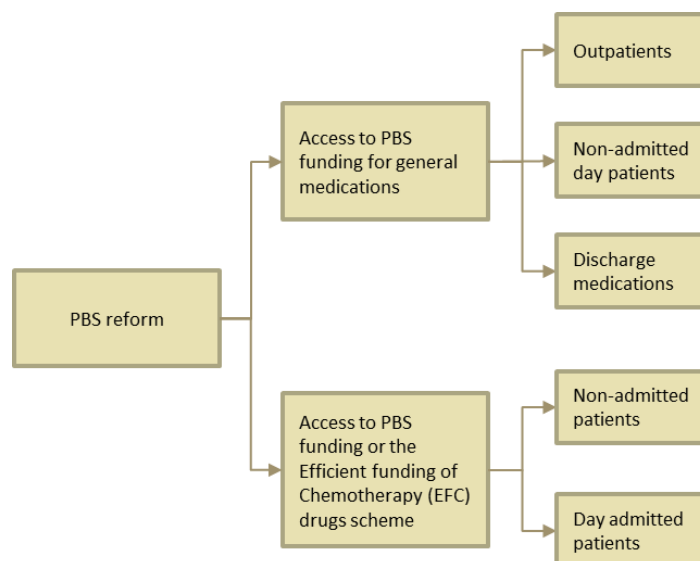 Outpatients
Access to PBS
funding for general
medications
Non-admitted
day patients
Discharge
medications
PBS reform
Non-admitted
patients
Access to PBS
funding or the
Efficient funding of
Chemotherapy (EFC)
drugs scheme
Day admitted
patients